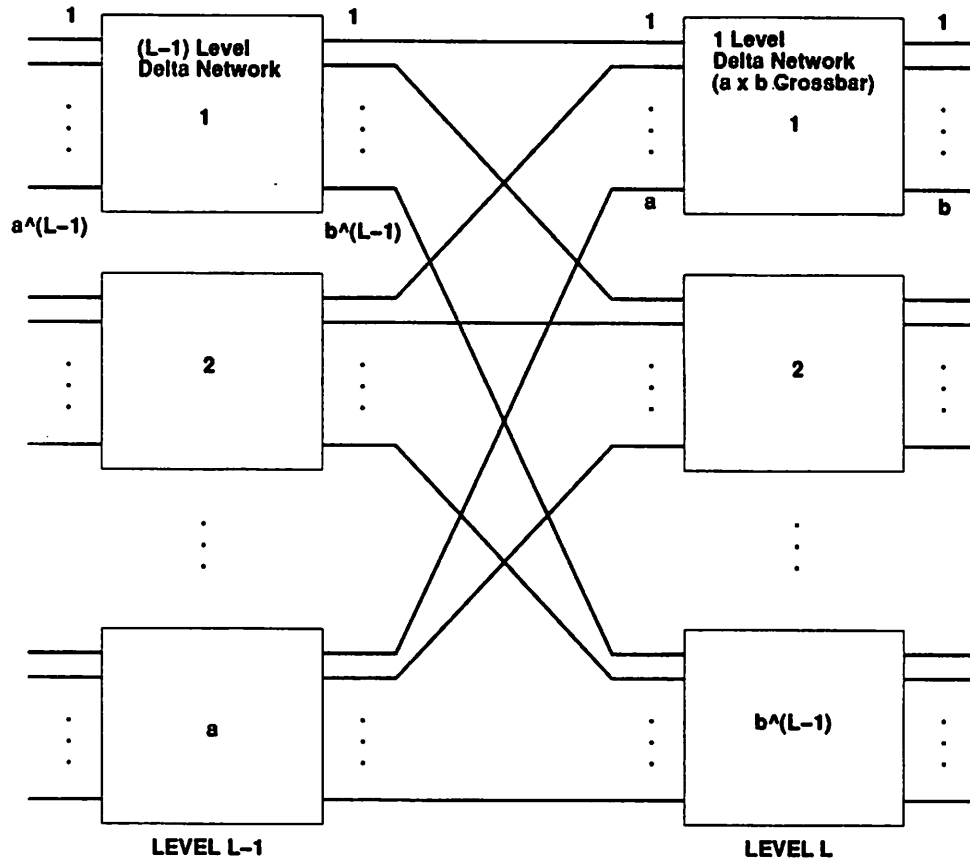 1
1
1
1
(L-1) Level
Delta Network
1
1 Level
Delta Network
(a x b Crossbar)
1
a^(L-1)
b^(L-1)
a
b
2
2
a
b^(L-1)
LEVEL L-1
LEVEL L